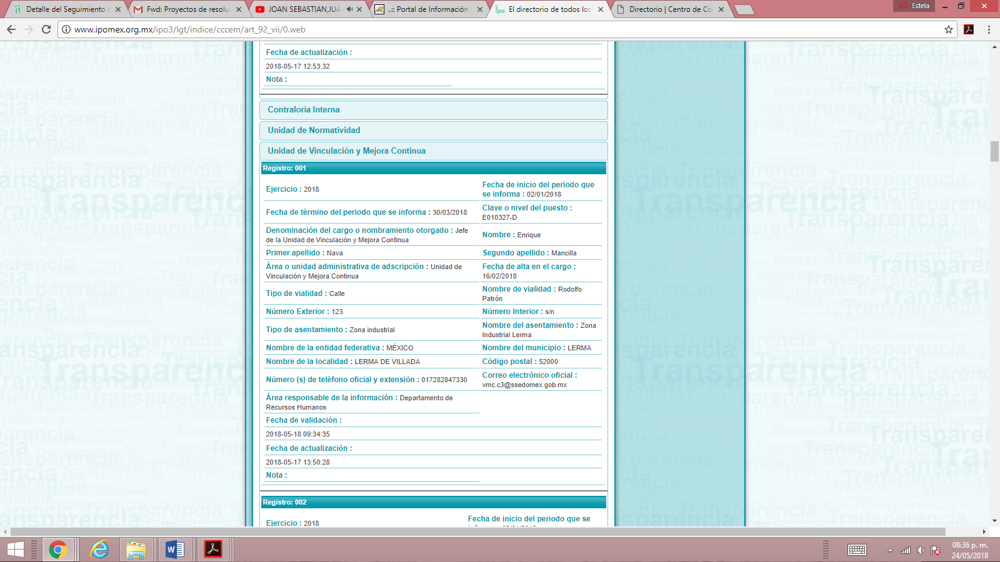 Detalle del Seguimiento
Fwd: Proyectos de resolu
JOAN SEBASTIAN,JUA
..:: Portal de Información
El directorio de todos los
Directorio | Centro de Co
Estela
www.ipomex.org.mx/ipo3/lgt/indice/cccem/art_92_vii/0.web
Fecha de actualización :
2018-05-17 12:53:32
Nota :
Contraloría Interna
Unidad de Normatividad
Unidad de Vinculación y Mejora Continua
Registro: 001
Ejercicio : 2018
Fecha de inicio del periodo que
se informa : 02/01/2018
Fecha de término del periodo que se informa : 30/03/2018
Clave o nivel del puesto :
E010327-D
Denominación del cargo o nombramiento otorgado : Jefe
de la Unidad de Vinculación y Mejora Continua
Nombre : Enrique
Primer apellido : Nava
Segundo apellido : Mancilla
Área o unidad administrativa de adscripción : Unidad de
Vinculación y Mejora Continua
Fecha de alta en el cargo :
16/02/2018
Tipo de vialidad : Calle
Nombre de vialidad : Rodolfo
Patrón
Número Exterior : 123
Número Interior : s/n
Tipo de asentamiento : Zona industrial
Nombre del asentamiento : Zona
Industrial Lerma
Nombre de la entidad federativa : MÉXICO
Nombre del municipio : LERMA
Nombre de la localidad : LERMA DE VILLADA
Código postal : 52000
Número (s) de teléfono oficial y extensión : 017282847330
Correo electrónico oficial :
vmc.c3@ssedomex.gob.mx
Área responsable de la información : Departamento de
Recursos Humanos
Fecha de validación :
2018-05-18 09:34:35
Fecha de actualización :
2018-05-17 13:50:28
Nota :
Registro: 002
Ejercicio : 2018
Fecha de inicio del periodo que se
08:36 p. m.
24/05/2018